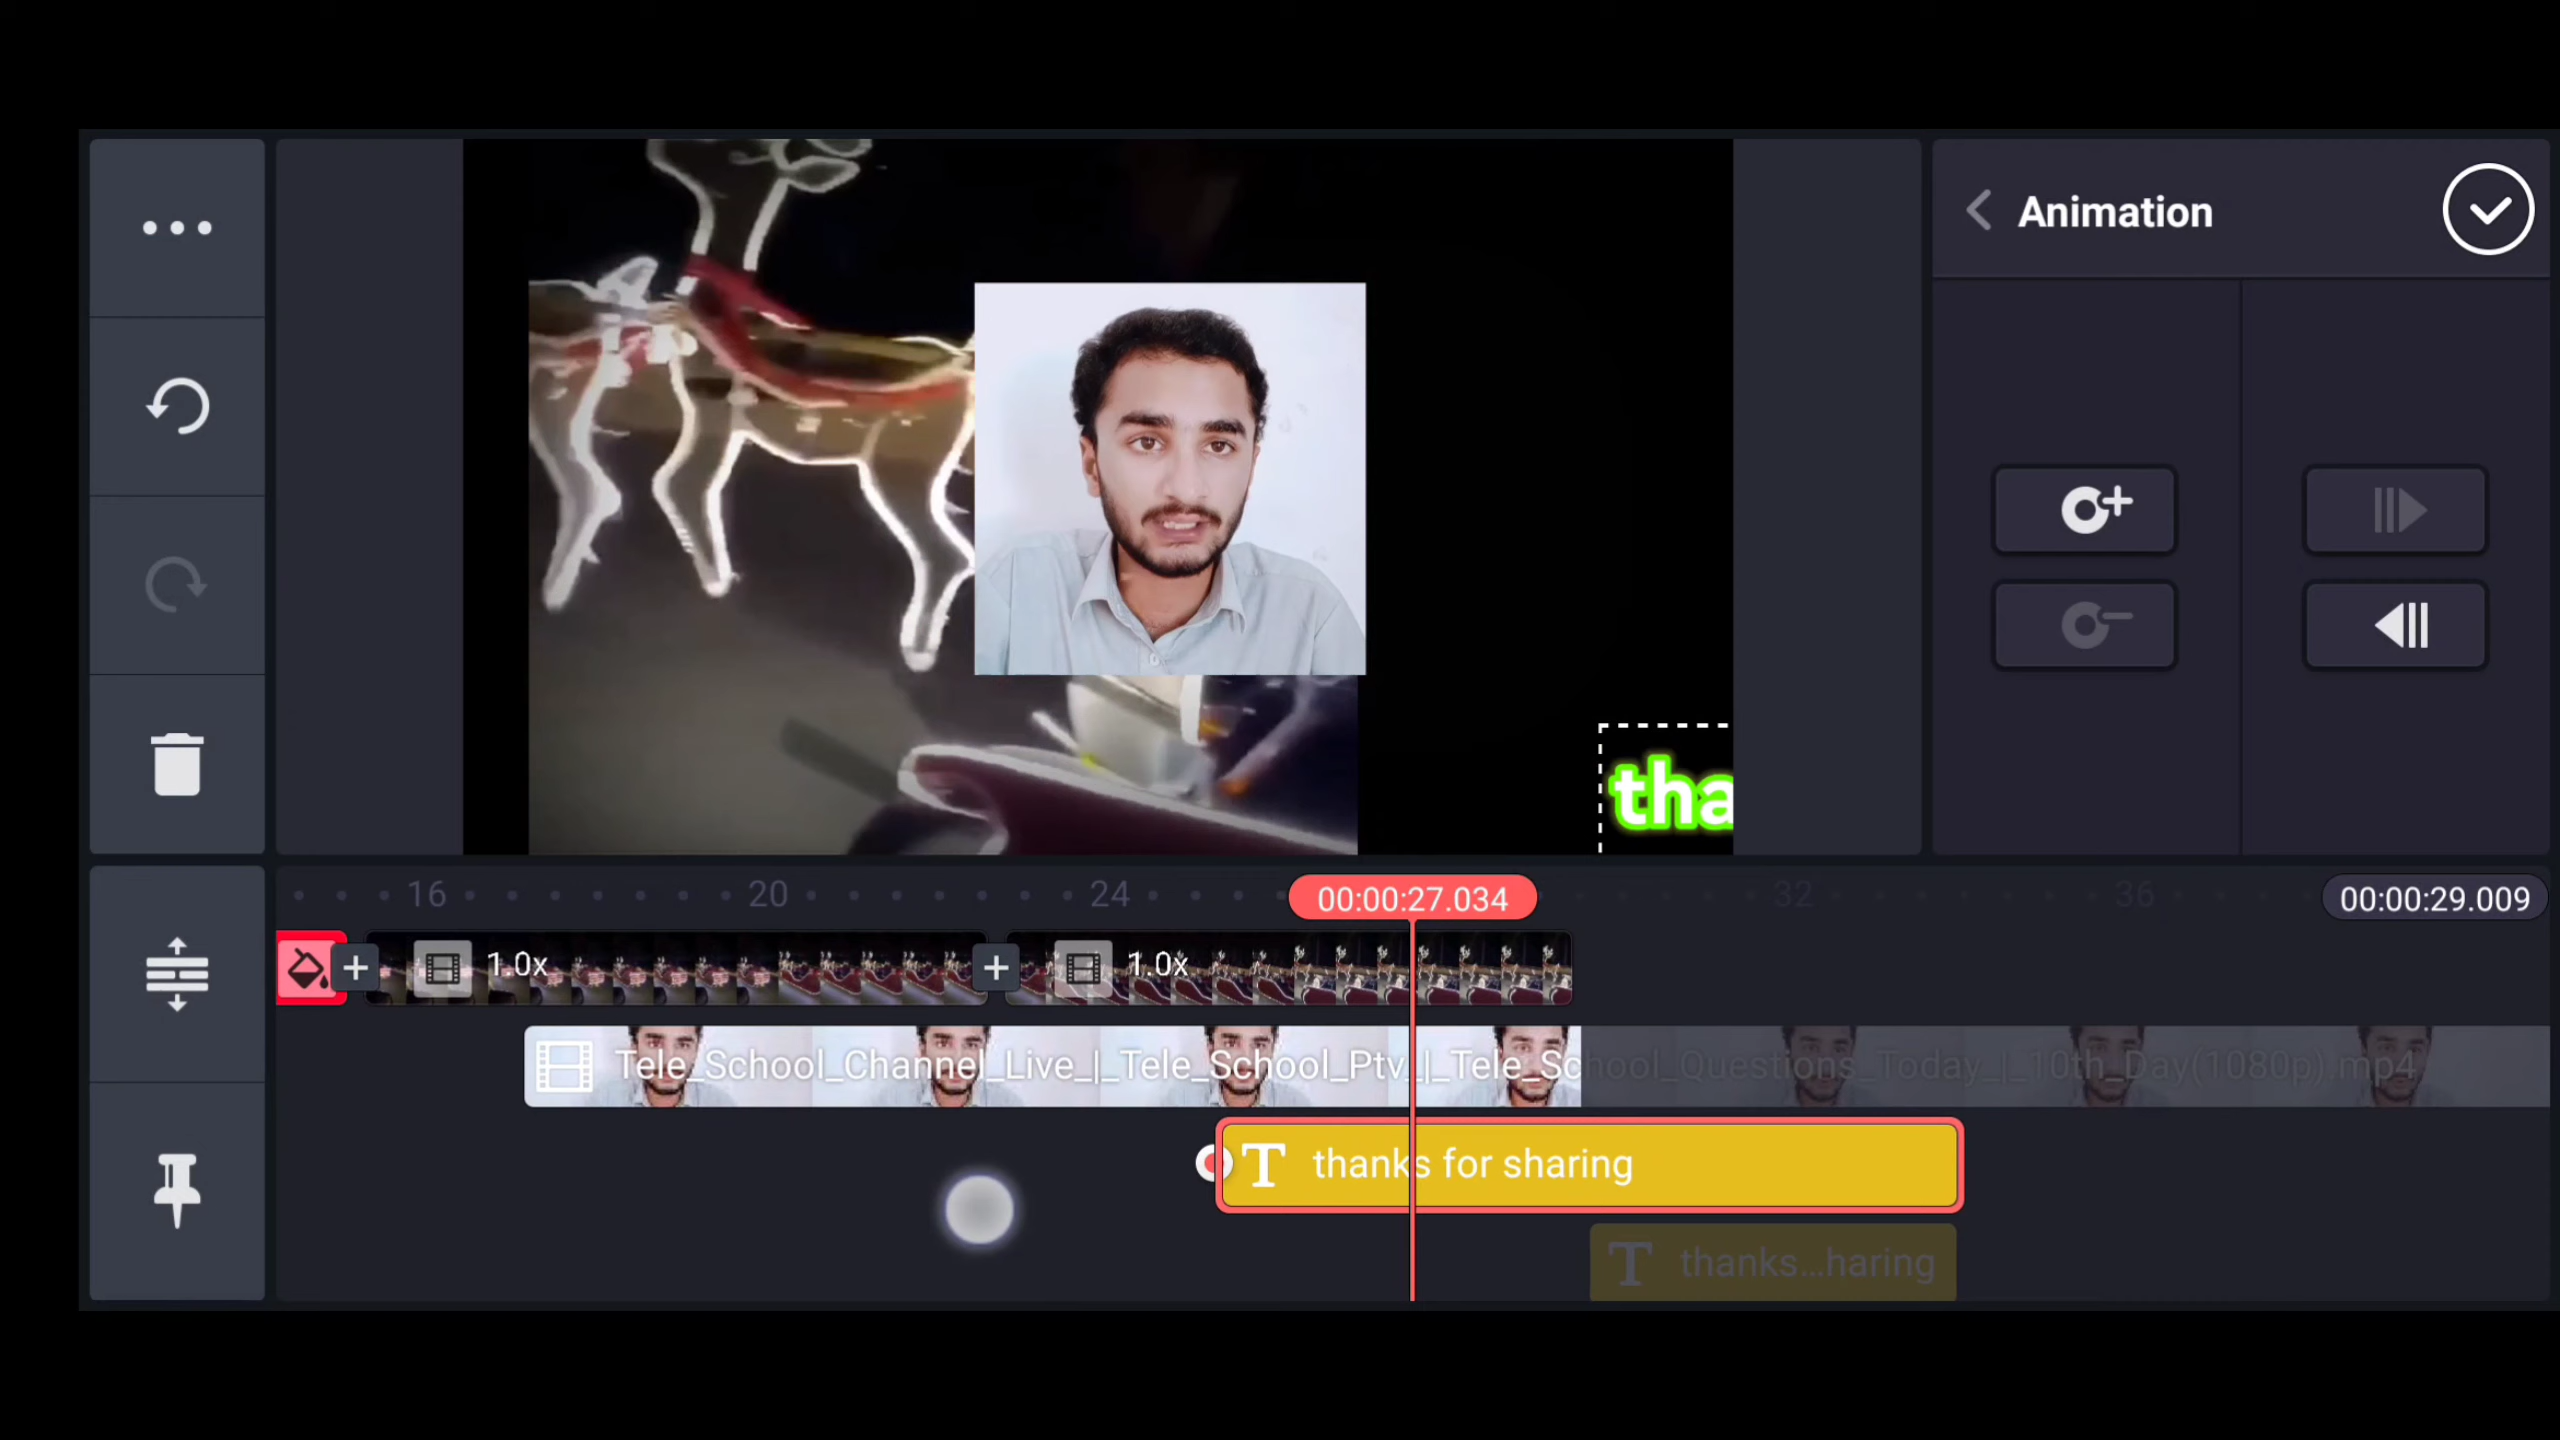 Animation
tha
16
20
24
00:00:27.034
32
36
00:00:29.009
1.0x
1.0x
Tele_School_Channel_Live_|_Tele_School_Ptv_|_Tele_School_Questions_Today_|_10th_Day(1080p).mp4
T thanks for sharing
T thanks...haring